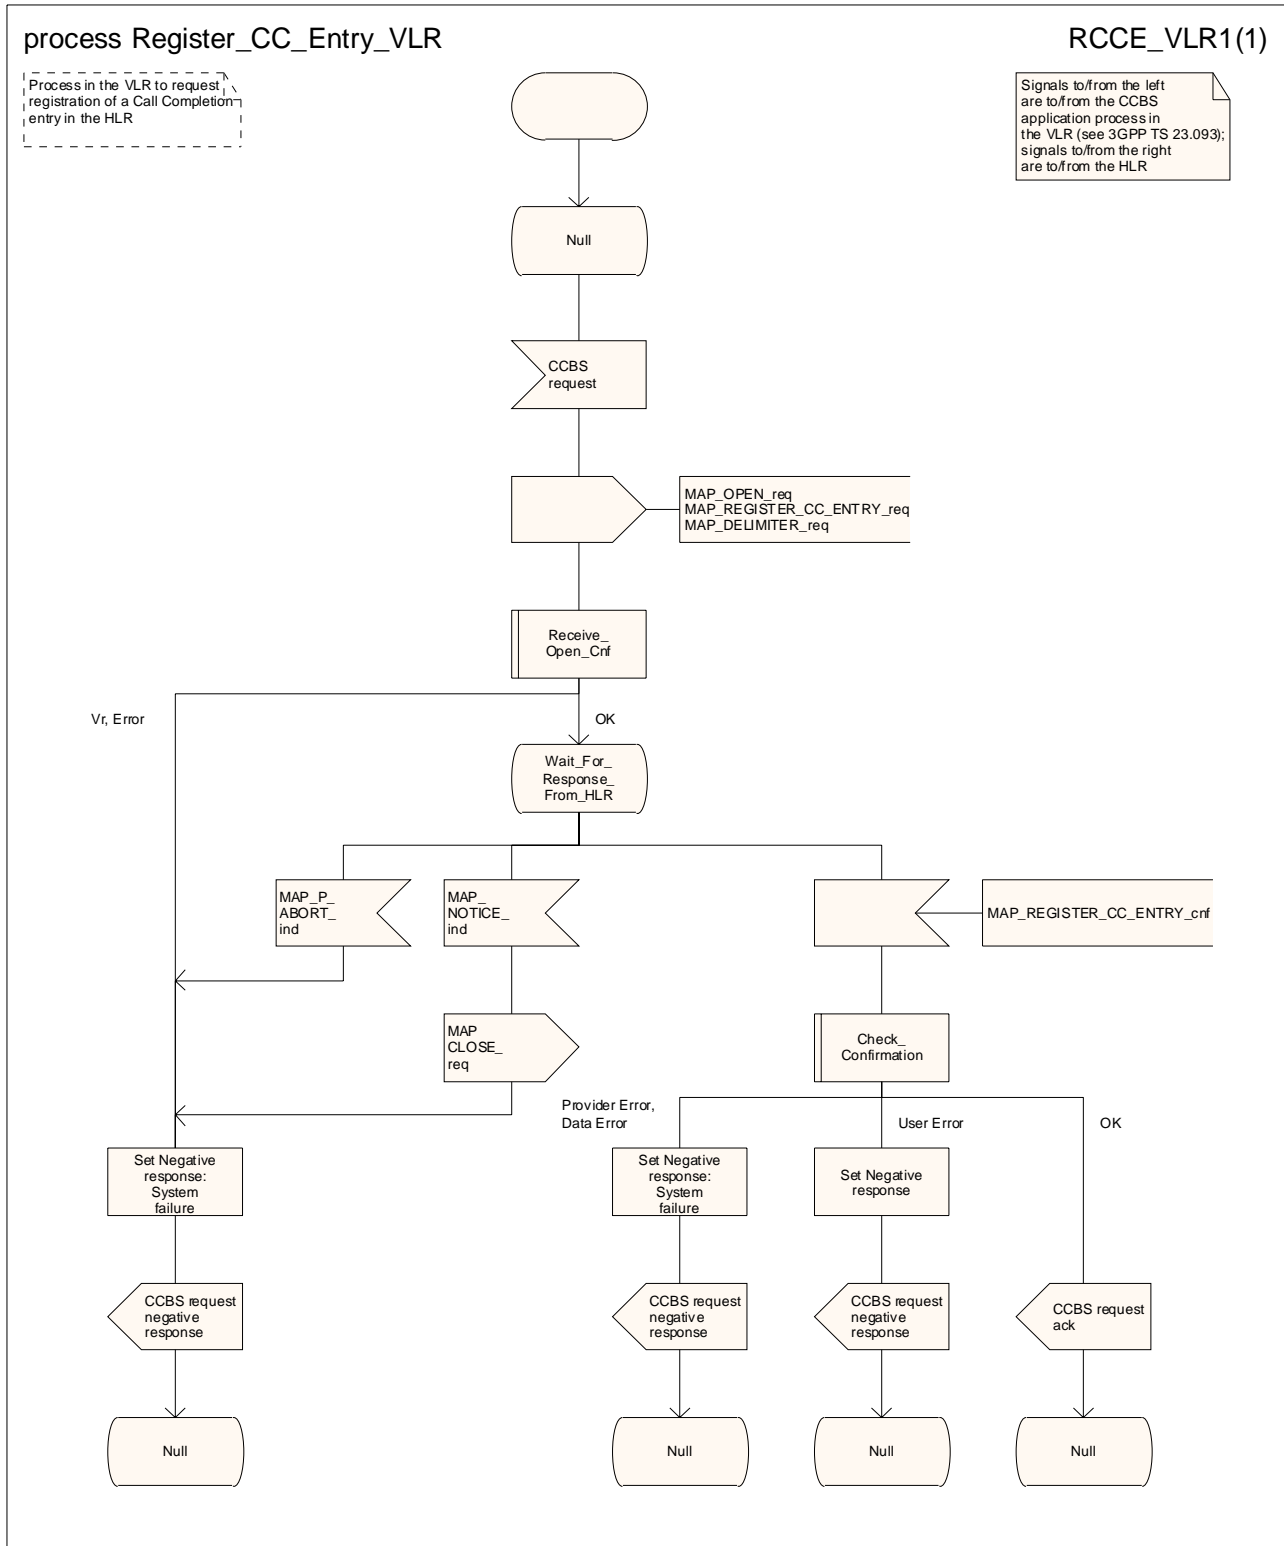 process Register_CC_Entry_VLR
RCCE_VLR1(1)
Process in the VLR to request
registration of a Call Completion
entry in the HLR
Signals to/from the left
are to/from the CCBS
application process in
the VLR (see 3GPP TS 23.093);
signals to/from the right
are to/from the HLR
Null
CCBS
request
MAP_OPEN_req
MAP_REGISTER_CC_ENTRY_req
MAP_DELIMITER_req
Receive_
Open_Cnf
Vr, Error
OK
Wait_For_
Response_
From_HLR
MAP_P_
ABORT_
ind
MAP_
NOTICE_
ind
MAP_REGISTER_CC_ENTRY_cnf
MAP
CLOSE_
req
Check_
Confirmation
Provider Error,
Data Error
User Error
OK
Set Negative
response:
System
failure
Set Negative
response:
System
failure
Set Negative
response
CCBS request
negative
response
CCBS request
negative
response
CCBS request
negative
response
CCBS request
ack
Null
Null
Null
Null